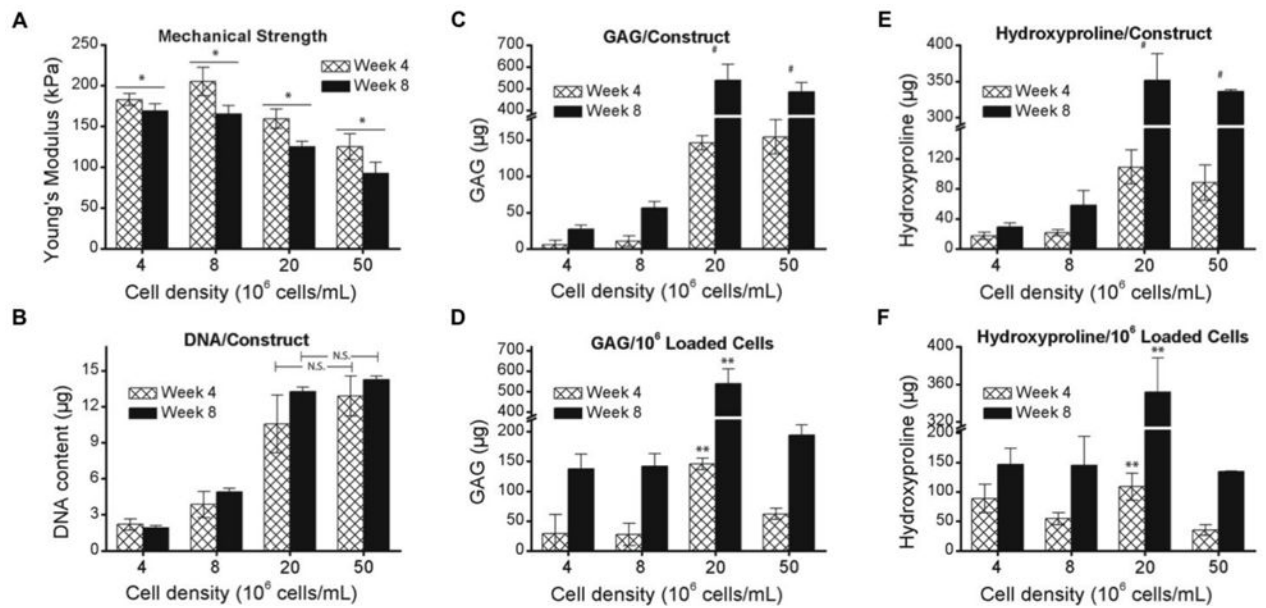 A
Mechanical Strength
Young's Modulus (kPa)
250
200
150
100
50
0
*
*
*
*
Week 4
Week 8
4
8
20
50
Cell density (10⁶ cells/mL)
B
DNA/Construct
DNA content (µg)
15
12
9
6
3
0
Week 4
Week 8
N.S.
N.S.
4
8
20
50
Cell density (10⁶ cells/mL)
C
GAG/Construct
GAG (µg)
700
600
500
400
150
100
50
0
Week 4
Week 8
#
#
4
8
20
50
Cell density (10⁶ cells/mL)
D
GAG/10⁶ Loaded Cells
GAG (µg)
700
600
500
400
200
150
100
50
0
Week 4
Week 8
**
**
4
8
20
50
Cell density (10⁶ cells/mL)
E
Hydroxyproline/Construct
Hydroxyproline (µg)
400
350
300
120
80
40
0
Week 4
Week 8
#
#
4
8
20
50
Cell density (10⁶ cells/mL)
F
Hydroxyproline/10⁶ Loaded Cells
Hydroxyproline (µg)
400
360
320
200
150
100
50
0
Week 4
Week 8
**
**
4
8
20
50
Cell density (10⁶ cells/mL)